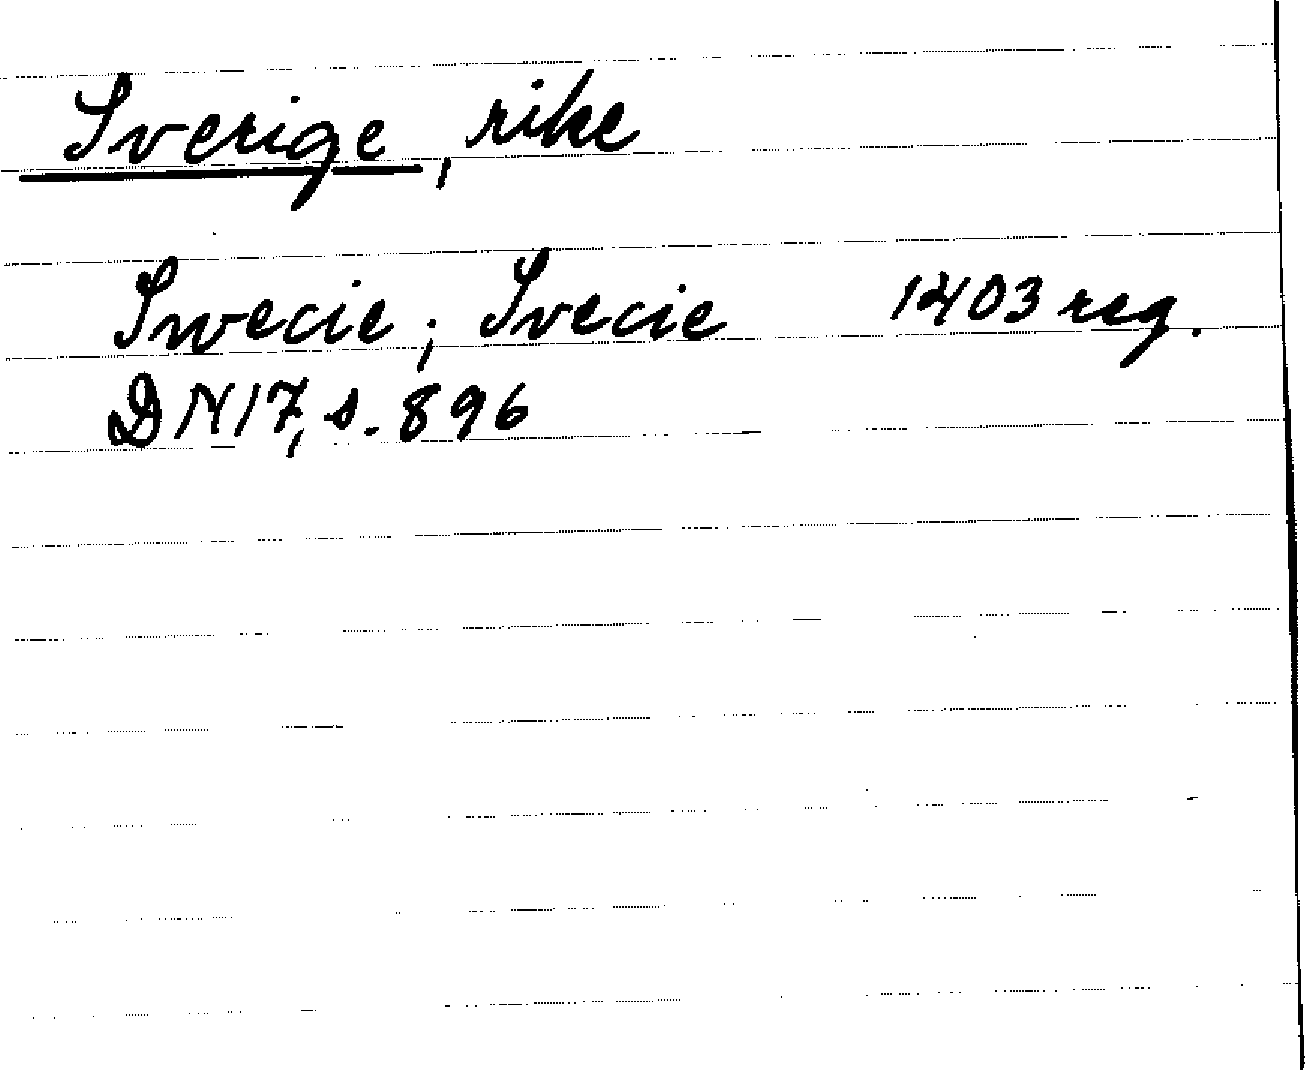 Sverige, rike
Swecie; Svecie 1403 reg.
DN17, s. 896